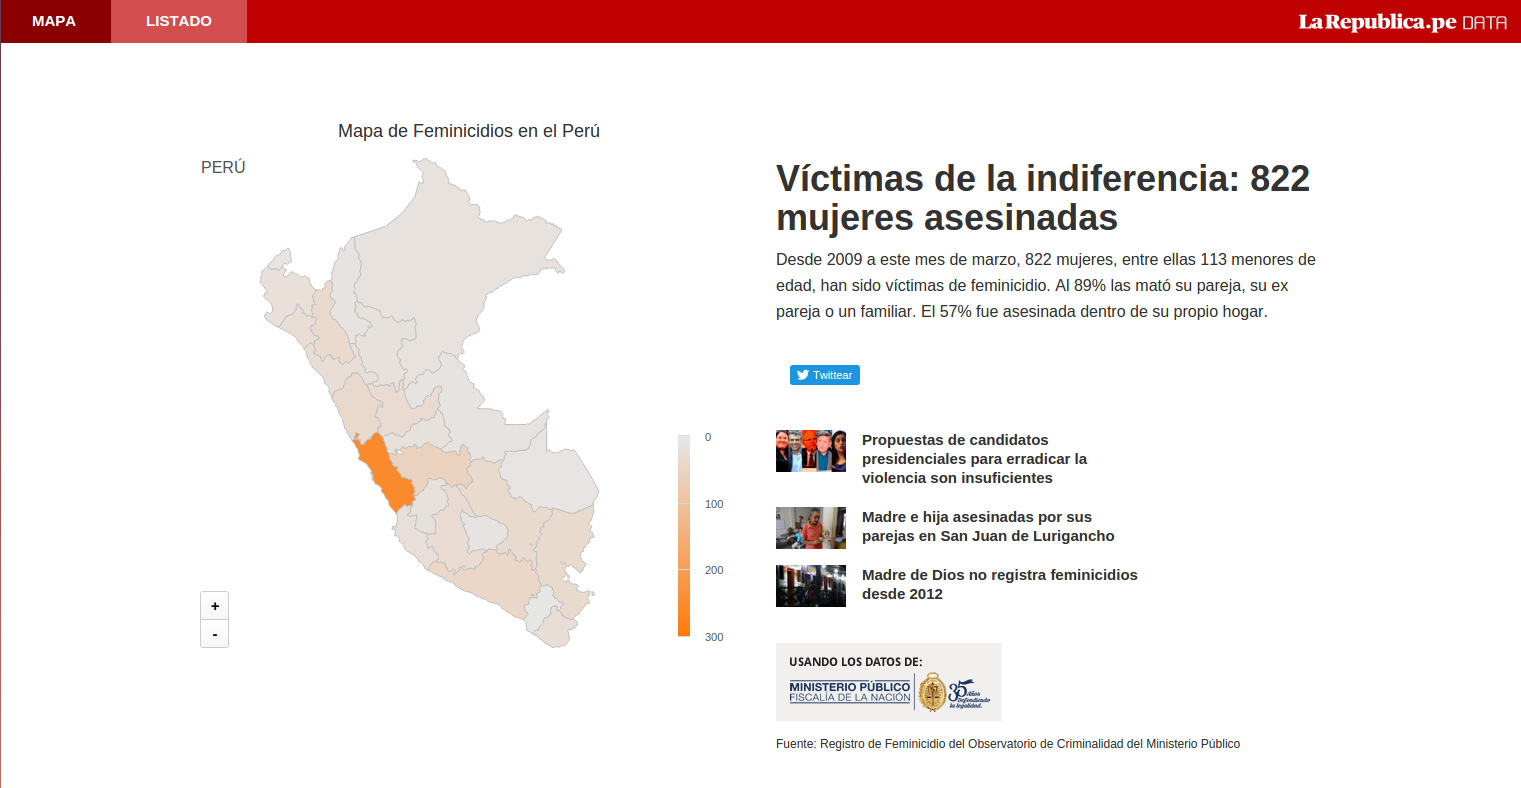 MAPA
LISTADO
LaRepublica.pe DATA
Mapa de Feminicidios en el Perú
PERÚ
0
100
200
300
+
-
Víctimas de la indiferencia: 822
mujeres asesinadas
Desde 2009 a este mes de marzo, 822 mujeres, entre ellas 113 menores de
edad, han sido víctimas de feminicidio. Al 89% las mató su pareja, su ex
pareja o un familiar. El 57% fue asesinada dentro de su propio hogar.
Twittear
Propuestas de candidatos
presidenciales para erradicar la
violencia son insuficientes
Madre e hija asesinadas por sus
parejas en San Juan de Lurigancho
Madre de Dios no registra feminicidios
desde 2012
USANDO LOS DATOS DE:
MINISTERIO PÚBLICO
FISCALÍA DE LA NACIÓN
35 Años
Defendiendo
la legalidad.
Fuente: Registro de Feminicidio del Observatorio de Criminalidad del Ministerio Público